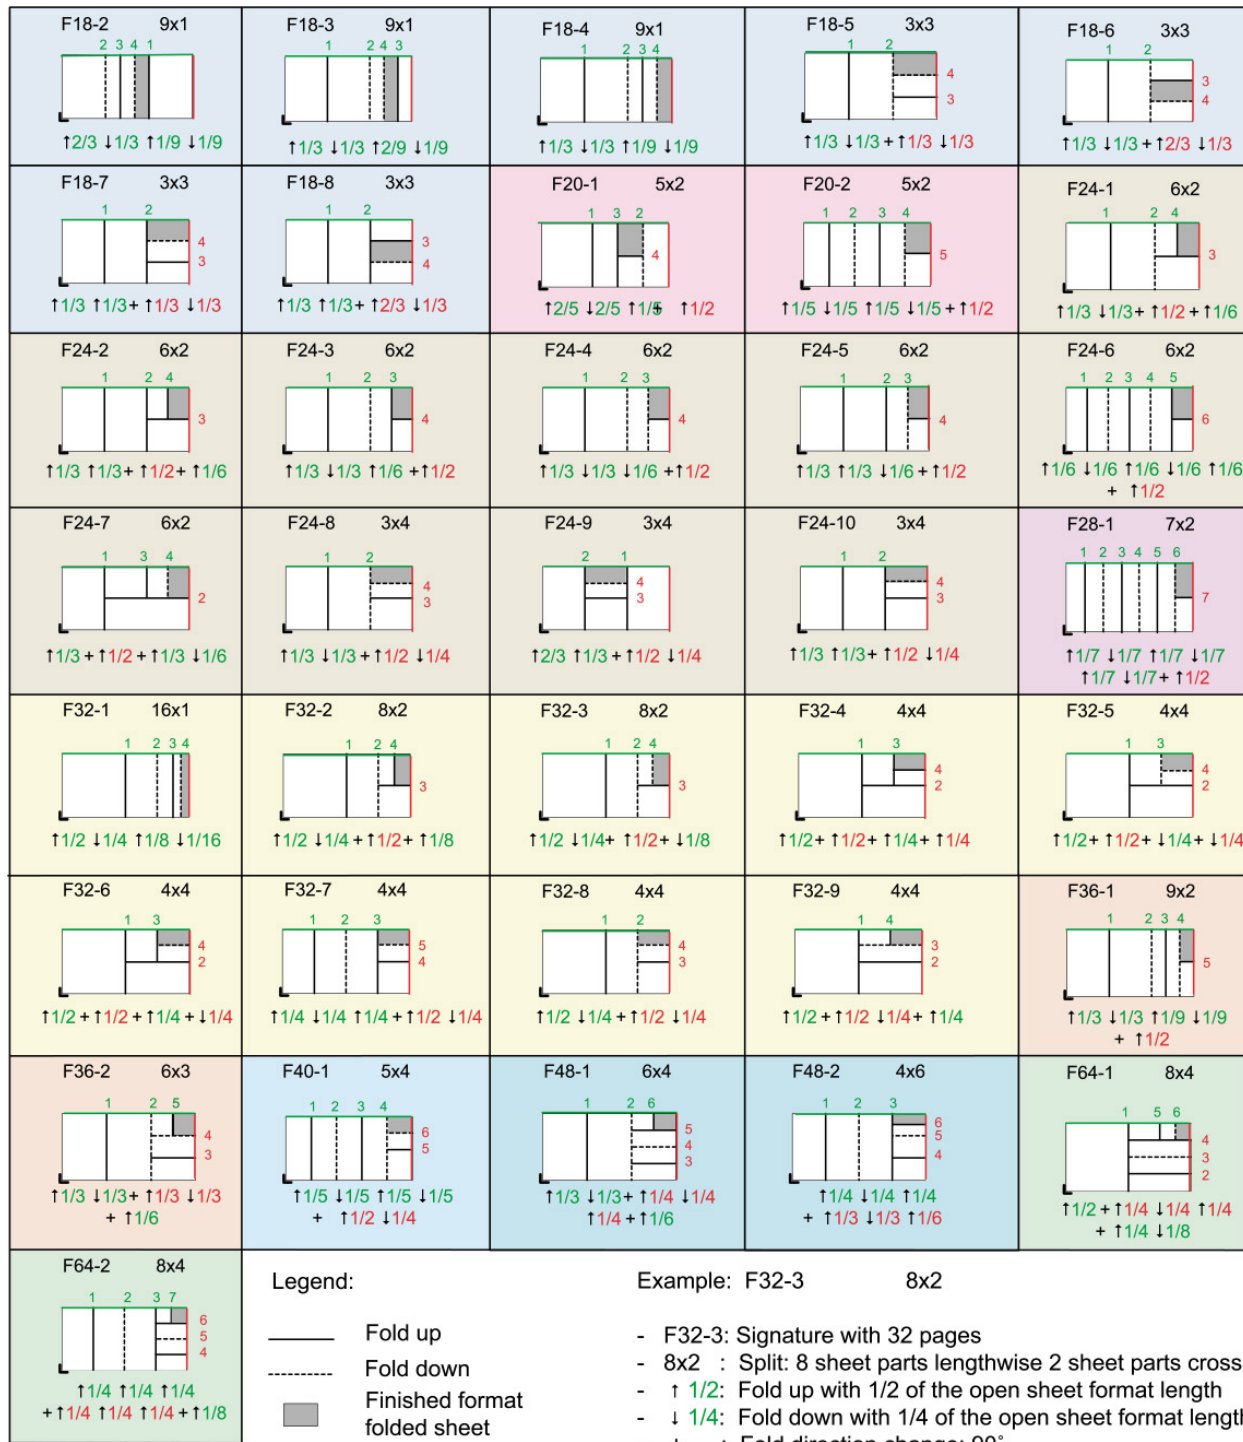 F18-2 9x1
2 3 4 1
↑2/3 ↓1/3 ↑1/9 ↓1/9
F18-3 9x1
1 2 4 3
↑1/3 ↓1/3 ↑2/9 ↓1/9
F18-4 9x1
1 2 3 4
↑1/3 ↓1/3 ↑1/9 ↓1/9
F18-5 3x3
1 2
4
3
↑1/3 ↓1/3 + ↑1/3 ↓1/3
F18-6 3x3
1 2
3
4
↑1/3 ↓1/3 + ↑2/3 ↓1/3
F18-7 3x3
1 2
4
3
↑1/3 ↑1/3 + ↑1/3 ↓1/3
F18-8 3x3
1 2
3
4
↑1/3 ↑1/3 + ↑2/3 ↓1/3
F20-1 5x2
1 3 2
4
↑2/5 ↓2/5 ↑1/5 + ↑1/2
F20-2 5x2
1 2 3 4
5
↑1/5 ↓1/5 ↑1/5 ↓1/5 + ↑1/2
F24-1 6x2
1 2 4
3
↑1/3 ↓1/3 + ↑1/2 + ↑1/6
F24-2 6x2
1 2 4
3
↑1/3 ↑1/3 + ↑1/2 + ↑1/6
F24-3 6x2
1 2 3
4
↑1/3 ↓1/3 ↑1/6 + ↑1/2
F24-4 6x2
1 2 3
4
↑1/3 ↓1/3 ↓1/6 + ↑1/2
F24-5 6x2
1 2 3
4
↑1/3 ↑1/3 ↓1/6 + ↑1/2
F24-6 6x2
1 2 3 4 5
6
↑1/6 ↓1/6 ↑1/6 ↓1/6 ↑1/6
+ ↑1/2
F24-7 6x2
1 3 4
2
↑1/3 + ↑1/2 + ↑1/3 ↓1/6
F24-8 3x4
1 2
4
3
↑1/3 ↓1/3 + ↑1/2 ↓1/4
F24-9 3x4
2 1
4
3
↑2/3 ↑1/3 + ↑1/2 ↓1/4
F24-10 3x4
1 2
4
3
↑1/3 ↑1/3 + ↑1/2 ↓1/4
F28-1 7x2
1 2 3 4 5 6
7
↑1/7 ↓1/7 ↑1/7 ↓1/7
↑1/7 ↓1/7 + ↑1/2
F32-1 16x1
1 2 3 4
↑1/2 ↓1/4 ↑1/8 ↓1/16
F32-2 8x2
1 2 4
3
↑1/2 ↓1/4 + ↑1/2 + ↑1/8
F32-3 8x2
1 2 4
3
↑1/2 ↓1/4 + ↑1/2 + ↓1/8
F32-4 4x4
1 3
4
2
↑1/2 + ↑1/2 + ↑1/4 + ↑1/4
F32-5 4x4
1 3
4
2
↑1/2 + ↑1/2 + ↓1/4 + ↓1/4
F32-6 4x4
1 3
4
2
↑1/2 + ↑1/2 + ↑1/4 + ↓1/4
F32-7 4x4
1 2 3
5
4
↑1/4 ↓1/4 ↑1/4 + ↑1/2 ↓1/4
F32-8 4x4
1 2
4
3
↑1/2 ↓1/4 + ↑1/2 ↓1/4
F32-9 4x4
1 4
3
2
↑1/2 + ↑1/2 ↓1/4 + ↑1/4
F36-1 9x2
1 2 3 4
5
↑1/3 ↓1/3 ↑1/9 ↓1/9
+ ↑1/2
F36-2 6x3
1 2 5
4
3
↑1/3 ↓1/3 + ↑1/3 ↓1/3
+ ↑1/6
F40-1 5x4
1 2 3 4
6
5
↑1/5 ↓1/5 ↑1/5 ↓1/5
+ ↑1/2 ↓1/4
F48-1 6x4
1 2 6
5
4
3
↑1/3 ↓1/3 + ↑1/4 ↓1/4
↑1/4 + ↑1/6
F48-2 4x6
1 2 3
6
5
4
↑1/4 ↓1/4 ↑1/4
+ ↑1/3 ↓1/3 ↑1/6
F64-1 8x4
1 5 6
4
3
2
↑1/2 + ↑1/4 ↓1/4 ↑1/4
+ ↑1/4 ↓1/8
F64-2 8x4
1 2 3 7
6
5
4
↑1/4 ↑1/4 ↑1/4
+ ↑1/4 ↑1/4 ↑1/4 + ↑1/8
Legend:
Fold up
Fold down
Finished format
folded sheet
Example: F32-3 8x2
- F32-3: Signature with 32 pages
- 8x2 : Split: 8 sheet parts lengthwise 2 sheet parts cross
- ↑ 1/2: Fold up with 1/2 of the open sheet format length
- ↓ 1/4: Fold down with 1/4 of the open sheet format length
+ : Fold direction change: 90°